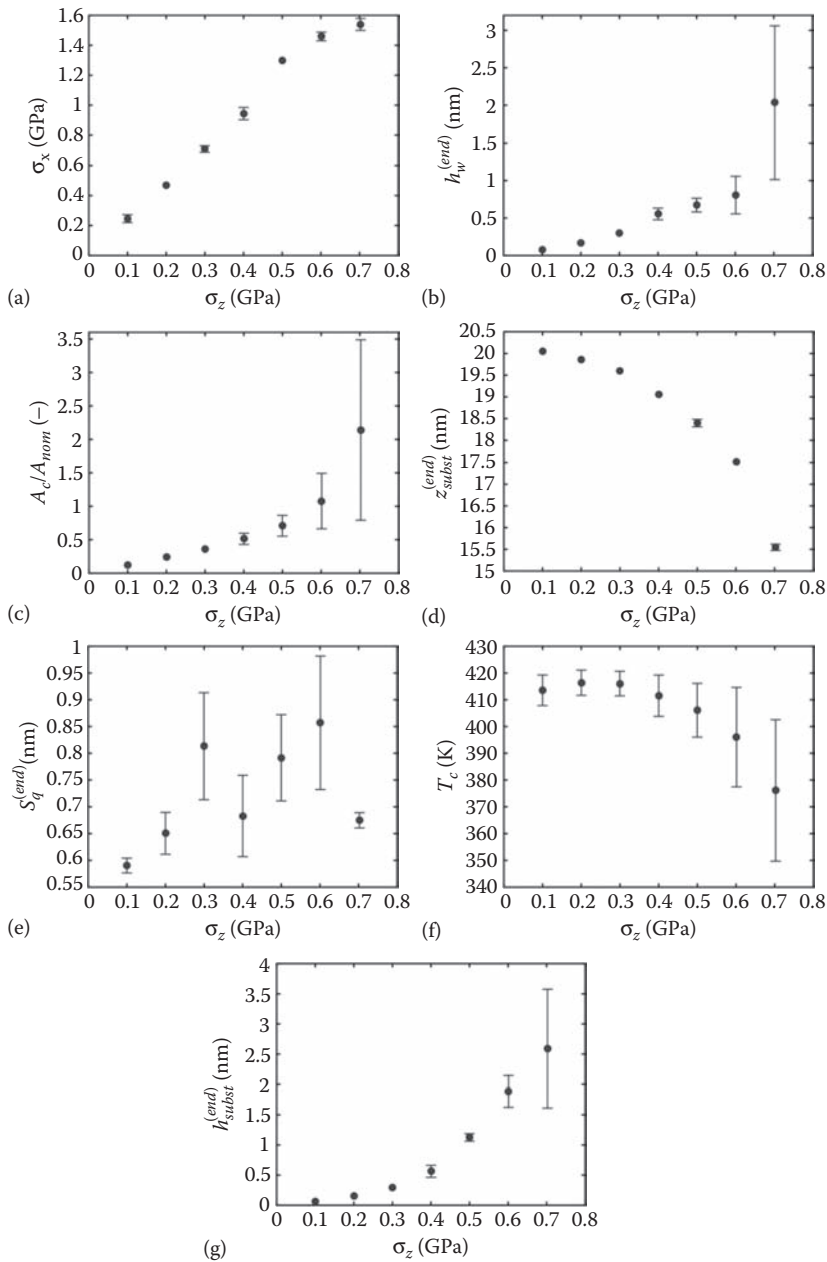 1.6
1.4
1.2
1
0.8
0.6
0.4
0.2
0
σx (GPa)
0 0.1 0.2 0.3 0.4 0.5 0.6 0.7 0.8
σz (GPa)
(a)
3
2.5
2
1.5
1
0.5
0
h_w^(end) (nm)
0 0.1 0.2 0.3 0.4 0.5 0.6 0.7 0.8
σz (GPa)
(b)
3.5
3
2.5
2
1.5
1
0.5
0
Ac/Anom (–)
0 0.1 0.2 0.3 0.4 0.5 0.6 0.7 0.8
σz (GPa)
(c)
20.5
20
19.5
19.5
18.5
18
17.5
17
16.5
16
15.5
15
z_subst^(end) (nm)
0 0.1 0.2 0.3 0.4 0.5 0.6 0.7 0.8
σz (GPa)
(d)
1
0.95
0.9
0.85
0.8
0.75
0.7
0.65
0.6
0.55
S_q^(end)(nm)
0 0.1 0.2 0.3 0.4 0.5 0.6 0.7 0.8
σz (GPa)
(e)
430
420
410
400
390
380
370
360
350
340
Tc (K)
0 0.1 0.2 0.3 0.4 0.5 0.6 0.7 0.8
σz (GPa)
(f)
4
3.5
3
2.5
2
1.5
1
0.5
0
h_subst^(end) (nm)
0 0.1 0.2 0.3 0.4 0.5 0.6 0.7 0.8
σz (GPa)
(g)